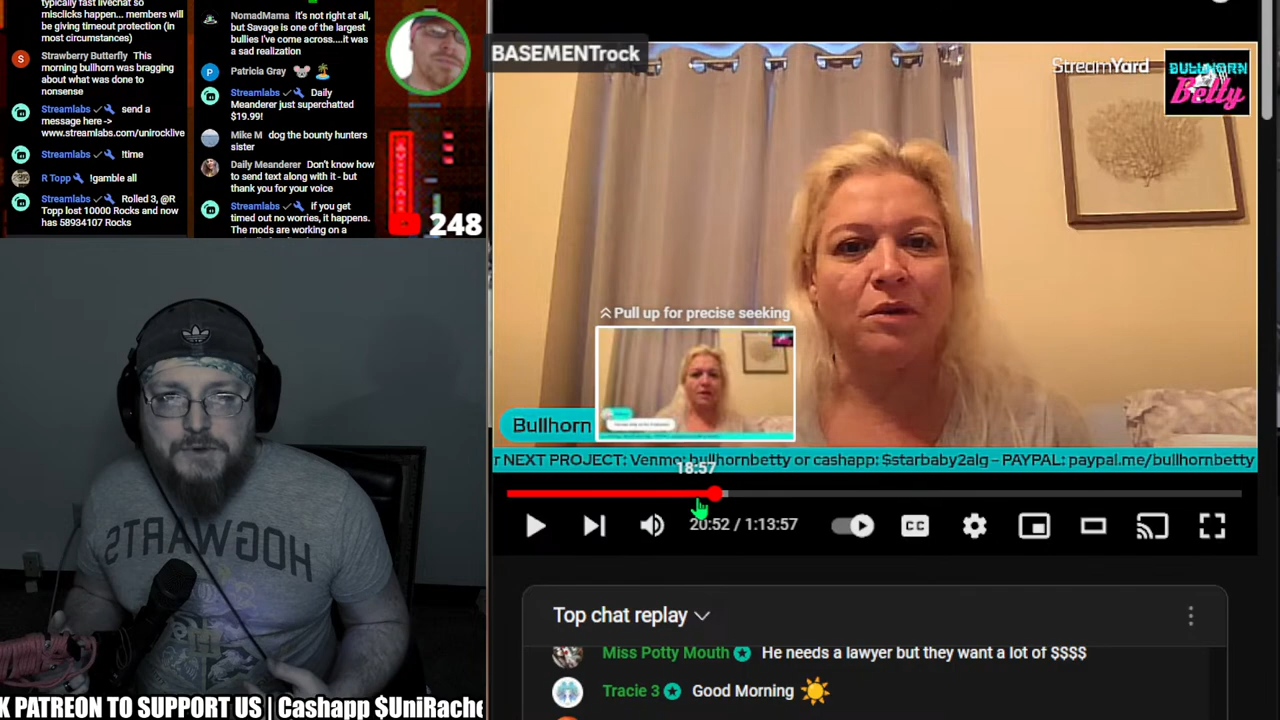 typically fast livechat so
misclicks happen... members will
be giving timeout protection (in
most circumstances)
Strawberry Butterfly This
morning bullhorn was bragging
about what was done to
nonsense
Streamlabs send a
message here ->
www.streamlabs.com/unirocklive
Streamlabs !time
R Topp !gamble all
Streamlabs Rolled 3, @R
Topp lost 10000 Rocks and now
has 58934107 Rocks
NomadMama It's not right at all,
but Savage is one of the largest
bullies I've come across....it was
a sad realization
Patricia Gray
Streamlabs Daily
Meanderer just superchatted
$19.99!
Mike M dog the bounty hunters
sister
Daily Meanderer Don't know how
to send text along with it - but
thank you for your voice
Streamlabs If you get
timed out no worries, it happens.
The mods are working on a
248
BASEMENTrock
StreamYard
BULLHORN
Betty
Pull up for precise seeking
Bullhorn
r NEXT PROJECT: Venmo: bullhornbetty or cashapp: $starbaby2alg - PAYPAL: paypal.me/bullhornbetty
18:57
20:52 / 1:13:57
CC
HOGWARTS
Top chat replay
Miss Potty Mouth He needs a lawyer but they want a lot of $$$$
Tracie 3 Good Morning
K PATREON TO SUPPORT US | Cashapp $UniRache